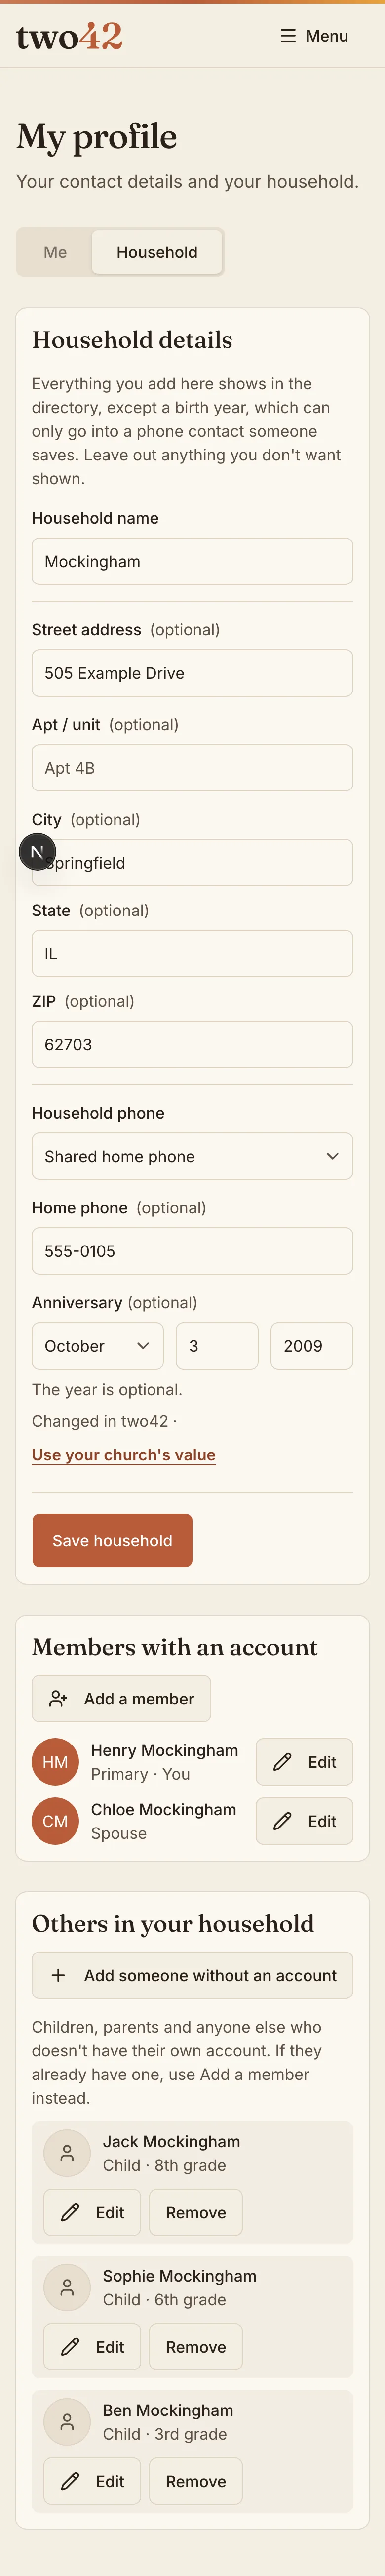 two42
Menu
My profile
Your contact details and your household.
Me
Household
Household details
Everything you add here shows in the
directory, except a birth year, which can
only go into a phone contact someone
saves. Leave out anything you don't want
shown.
Household name
Mockingham
Street address (optional)
505 Example Drive
Apt / unit (optional)
Apt 4B
City (optional)
N
Springfield
State (optional)
IL
ZIP (optional)
62703
Household phone
Shared home phone
Home phone (optional)
555-0105
Anniversary (optional)
October
3
2009
The year is optional.
Changed in two42 ·
Use your church's value
Save household
Members with an account
Add a member
HM
Henry Mockingham
Primary · You
Edit
CM
Chloe Mockingham
Spouse
Edit
Others in your household
Add someone without an account
Children, parents and anyone else who
doesn't have their own account. If they
already have one, use Add a member
instead.
Jack Mockingham
Child · 8th grade
Edit
Remove
Sophie Mockingham
Child · 6th grade
Edit
Remove
Ben Mockingham
Child · 3rd grade
Edit
Remove